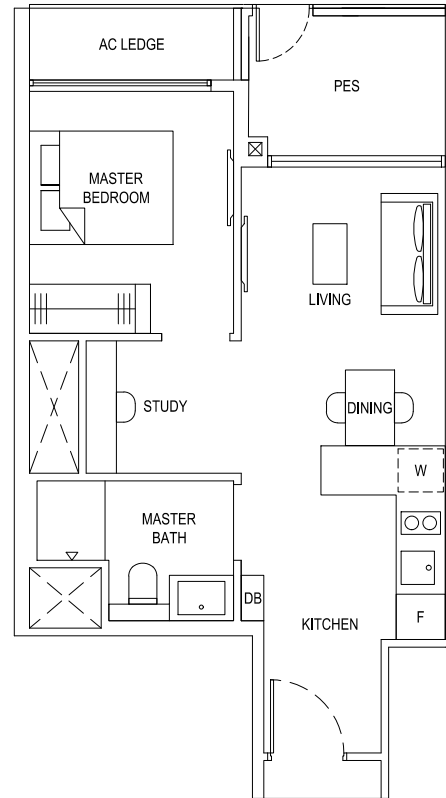 AC LEDGE
PES
MASTER
BEDROOM
LIVING
STUDY
DINING
W
MASTER
BATH
DB
KITCHEN
F